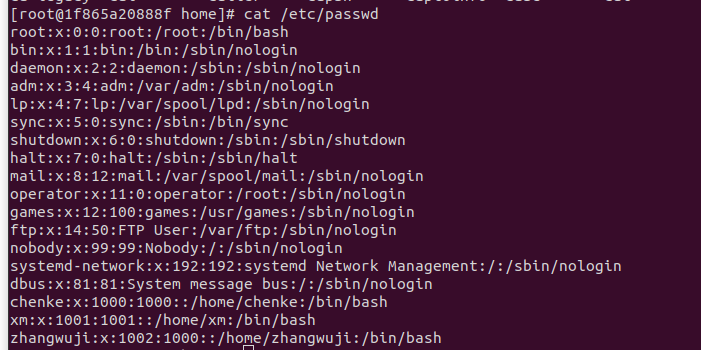 [root@1f865a20888f home]# cat /etc/passwd
root:x:0:0:root:/root:/bin/bash
bin:x:1:1:bin:/bin:/sbin/nologin
daemon:x:2:2:daemon:/sbin:/sbin/nologin
adm:x:3:4:adm:/var/adm:/sbin/nologin
lp:x:4:7:lp:/var/spool/lpd:/sbin/nologin
sync:x:5:0:sync:/sbin:/bin/sync
shutdown:x:6:0:shutdown:/sbin:/sbin/shutdown
halt:x:7:0:halt:/sbin:/sbin/halt
mail:x:8:12:mail:/var/spool/mail:/sbin/nologin
operator:x:11:0:operator:/root:/sbin/nologin
games:x:12:100:games:/usr/games:/sbin/nologin
ftp:x:14:50:FTP User:/var/ftp:/sbin/nologin
nobody:x:99:99:Nobody:/:/sbin/nologin
systemd-network:x:192:192:systemd Network Management:/:/sbin/nologin
dbus:x:81:81:System message bus:/:/sbin/nologin
chenke:x:1000:1000::/home/chenke:/bin/bash
xm:x:1001:1001::/home/xm:/bin/bash
zhangwuji:x:1002:1000::/home/zhangwuji:/bin/bash